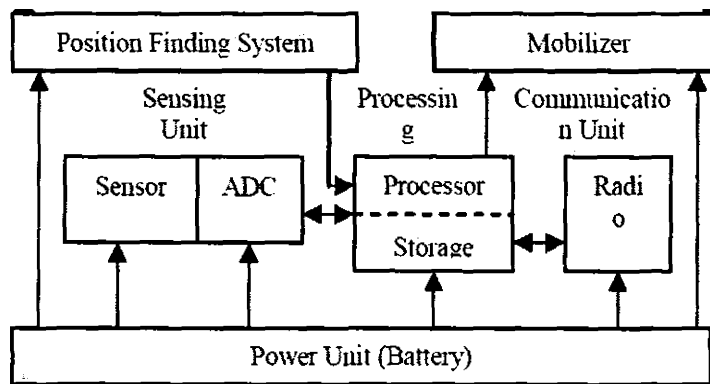 Position Finding System
Mobilizer
Sensing
Unit
Processin
g
Communicatio
n Unit
Sensor
ADC
Processor
Storage
Radi
o
Power Unit (Battery)